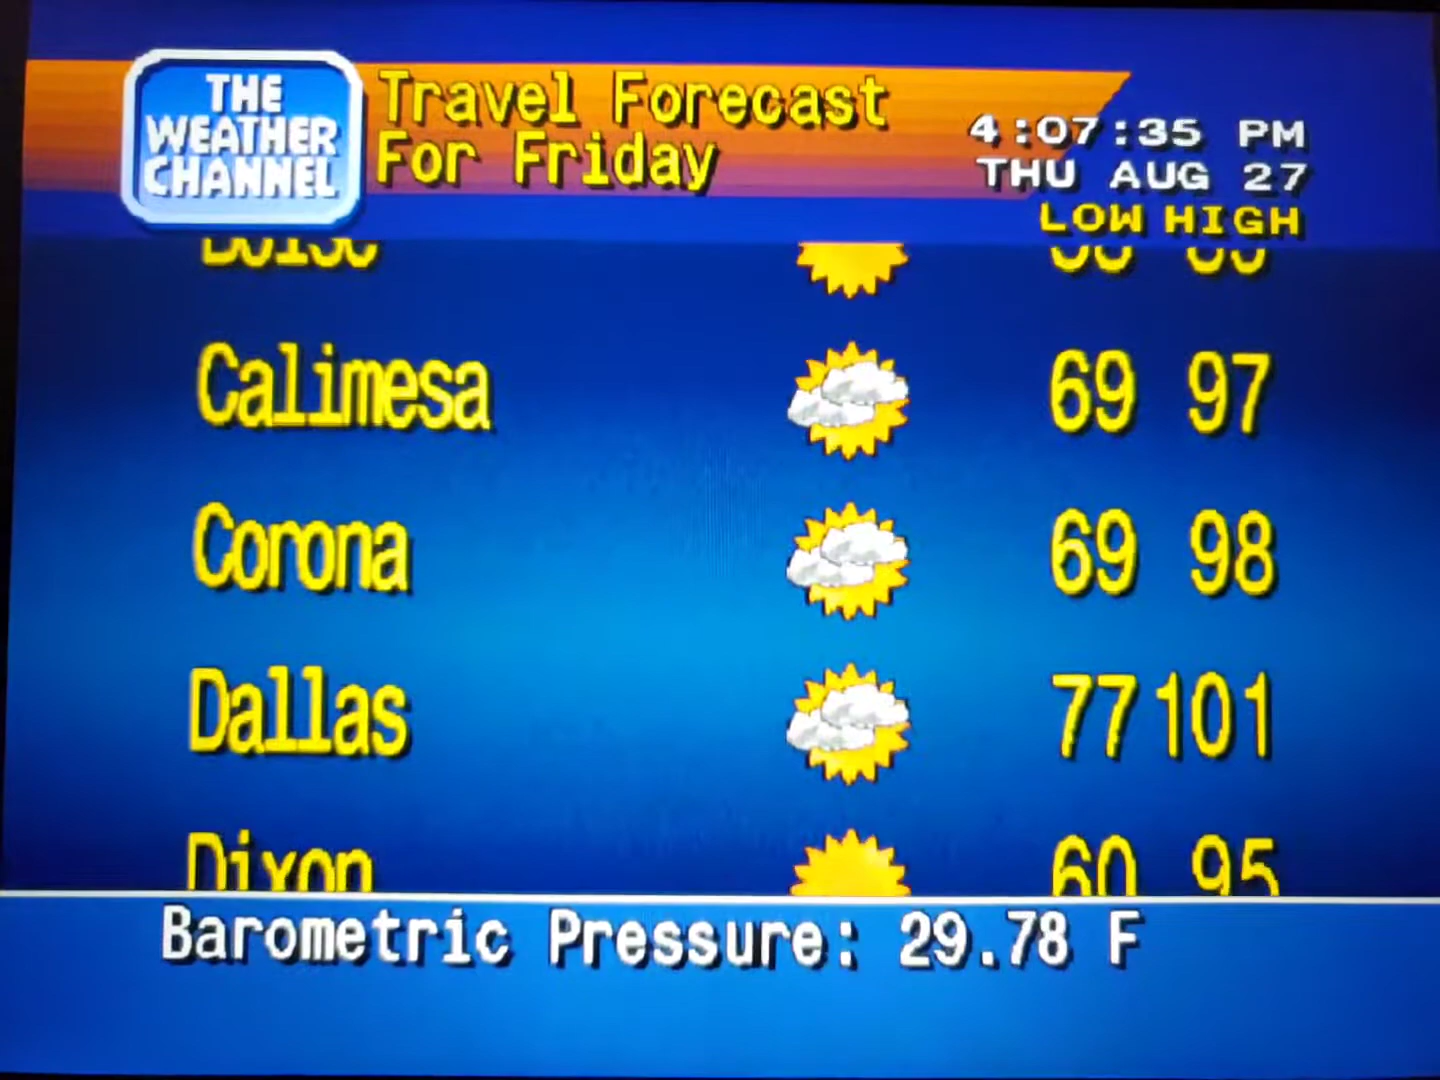 THE
WEATHER
CHANNEL
Travel Forecast
For Friday
4:07:35 PM
THU AUG 27
LOW HIGH
Boise
Calimesa 69 97
Corona 69 98
Dallas 77 101
Dixon 60 95
Barometric Pressure: 29.78 F